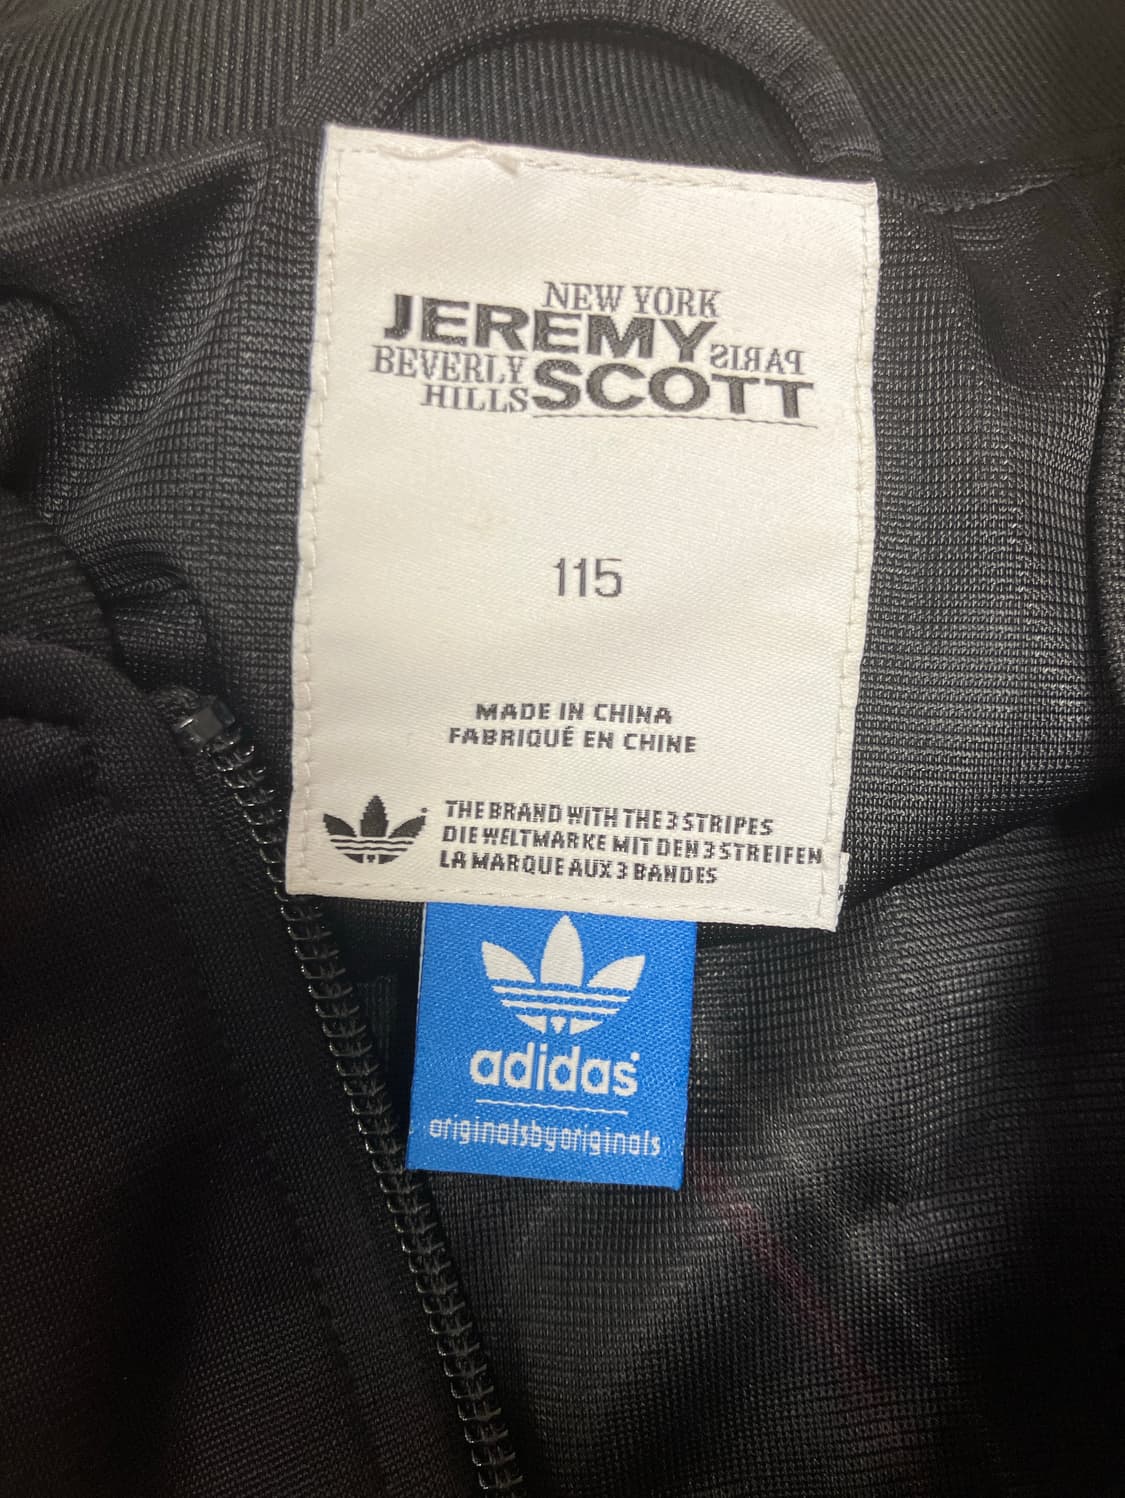 NEW YORK
JEREMY
PARIS
BEVERLY
HILLS
SCOTT
115
MADE IN CHINA
FABRIQUÉ EN CHINE
THE BRAND WITH THE 3 STRIPES
DIE WELTMARKE MIT DEN 3 STREIFEN
LA MARQUE AUX 3 BANDES
adidas
originalsbyoriginals